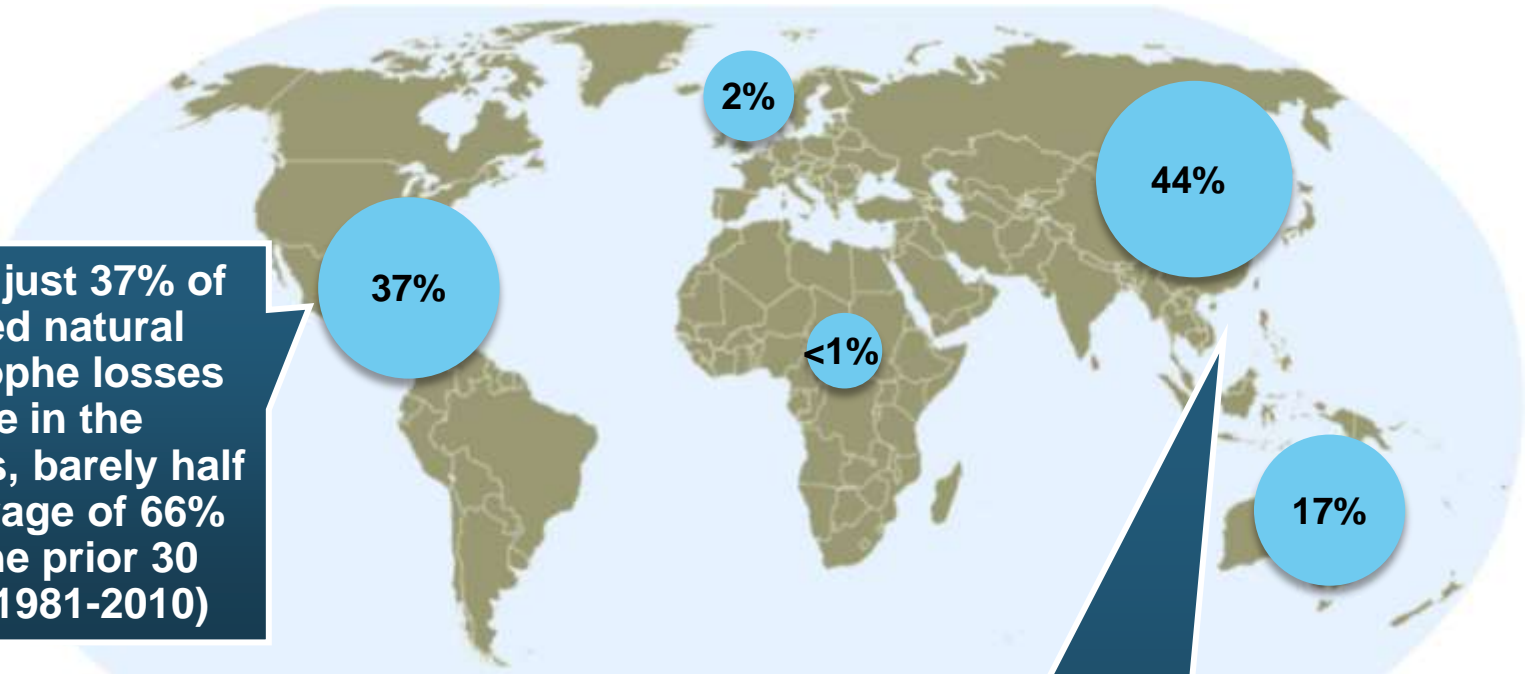 2%
44%
37%
<1%
17%
just 37% of
ed natural
ophe losses
e in the
s, barely half
age of 66%
he prior 30
1981-2010)